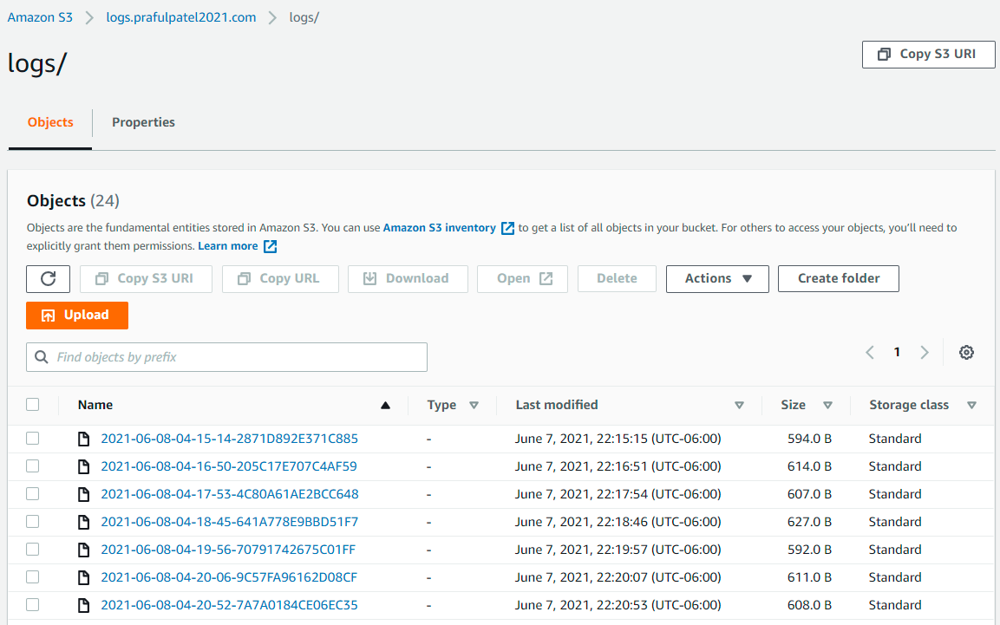 Amazon S3 > logs.prafulpatel2021.com > logs/
logs/
Copy S3 URI
Objects Properties
Objects (24)
Objects are the fundamental entities stored in Amazon S3. You can use Amazon S3 inventory to get a list of all objects in your bucket. For others to access your objects, you’ll need to
explicitly grant them permissions. Learn more
Copy S3 URI Copy URL Download Open Delete Actions Create folder
Upload
Find objects by prefix
1
Name Type Last modified Size Storage class
2021-06-08-04-15-14-2871D892E371C885 - June 7, 2021, 22:15:15 (UTC-06:00) 594.0 B Standard
2021-06-08-04-16-50-205C17E707C4AF59 - June 7, 2021, 22:16:51 (UTC-06:00) 614.0 B Standard
2021-06-08-04-17-53-4C80A61AE2BCC648 - June 7, 2021, 22:17:54 (UTC-06:00) 607.0 B Standard
2021-06-08-04-18-45-641A778E9BBD51F7 - June 7, 2021, 22:18:46 (UTC-06:00) 627.0 B Standard
2021-06-08-04-19-56-70791742675C01FF - June 7, 2021, 22:19:57 (UTC-06:00) 592.0 B Standard
2021-06-08-04-20-06-9C57FA96162D08CF - June 7, 2021, 22:20:07 (UTC-06:00) 611.0 B Standard
2021-06-08-04-20-52-7A7A0184CE06EC35 - June 7, 2021, 22:20:53 (UTC-06:00) 608.0 B Standard